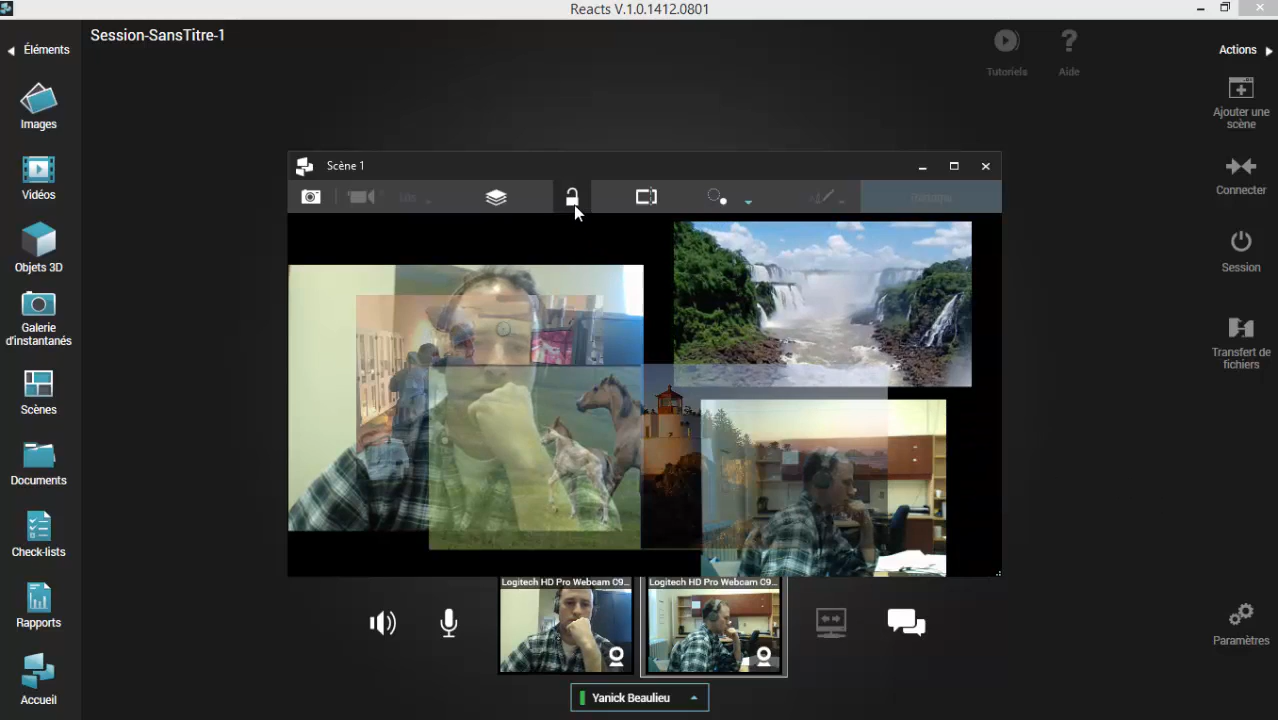 Reacts V.1.0.1412.0801
Éléments
Session-SansTitre-1
Tutoriels
Aide
Actions
Images
Vidéos
Objets 3D
Galerie
d'instantanés
Scènes
Documents
Check-lists
Rapports
Accueil
Scène 1
Logitech HD Pro Webcam C9...
Logitech HD Pro Webcam C9...
Yanick Beaulieu
Ajouter une
scène
Connecter
Session
Transfert de
fichiers
Paramètres